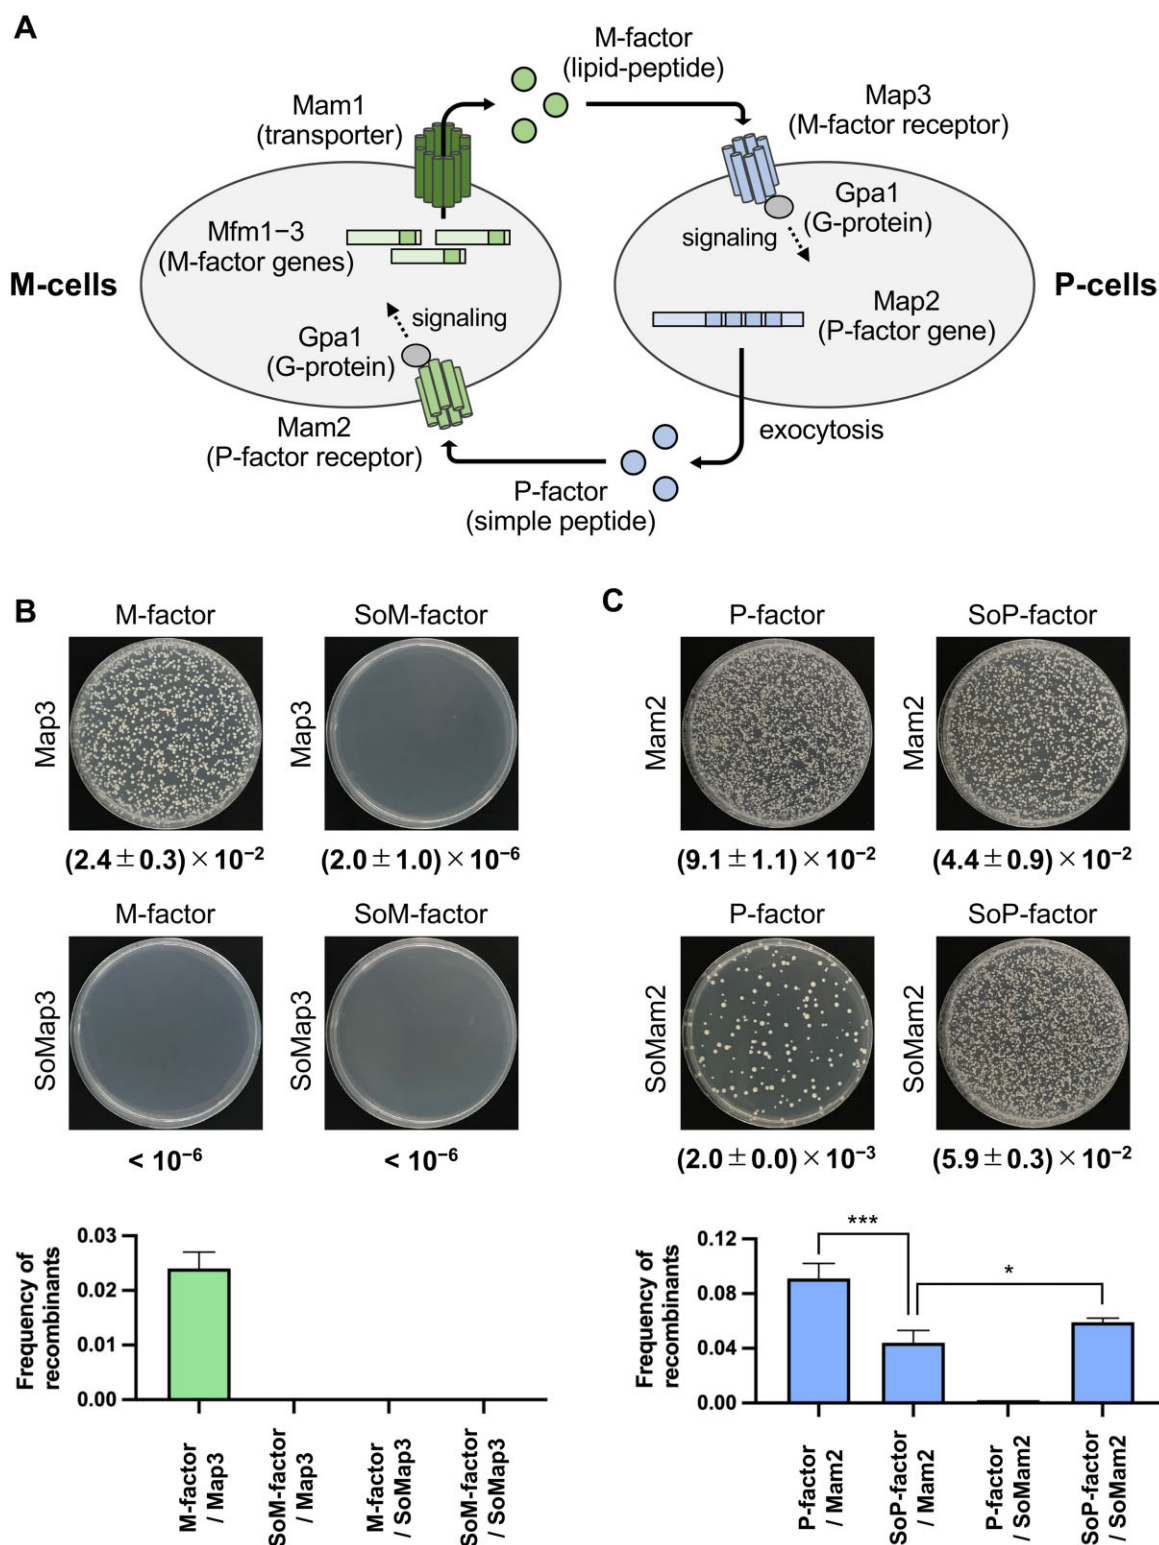 A
M-factor
(lipid-peptide)
Mam1
(transporter)
Map3
(M-factor receptor)
Mfm1−3
(M-factor genes)
Gpa1
(G-protein)
signaling
M-cells
P-cells
signaling
Gpa1
(G-protein)
Map2
(P-factor gene)
Mam2
(P-factor receptor)
exocytosis
P-factor
(simple peptide)
B
M-factor
SoM-factor
Map3
Map3
(2.4 ± 0.3) × 10⁻²
(2.0 ± 1.0) × 10⁻⁶
M-factor
SoM-factor
SoMap3
SoMap3
< 10⁻⁶
< 10⁻⁶
Frequency of
recombinants
0.03
0.02
0.01
0.00
M-factor
/ Map3
SoM-factor
/ Map3
M-factor
/ SoMap3
SoM-factor
/ SoMap3
C
P-factor
SoP-factor
Mam2
Mam2
(9.1 ± 1.1) × 10⁻²
(4.4 ± 0.9) × 10⁻²
P-factor
SoP-factor
SoMam2
SoMam2
(2.0 ± 0.0) × 10⁻³
(5.9 ± 0.3) × 10⁻²
Frequency of
recombinants
0.12
0.08
0.04
0.00
***
*
P-factor
/ Mam2
SoP-factor
/ Mam2
P-factor
/ SoMam2
SoP-factor
/ SoMam2